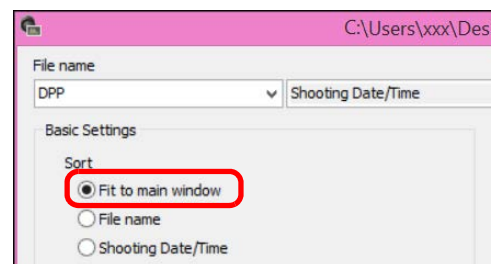 C:\Users\xxx\Des
File name
DPP Shooting Date/Time
Basic Settings
Sort
Fit to main window
File name
Shooting Date/Time